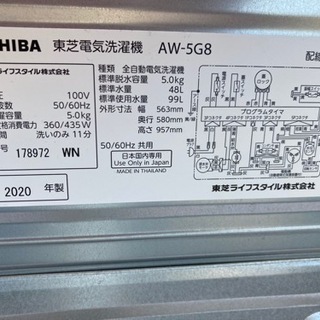 HIBA 東芝電気洗濯機 AW-5G8
配線
東芝ライフスタイル株式会社
100V
50/60Hz
5.0kg
360/435W
洗いのみ 11分
178972 WN
2020 年製
種類 全自動電気洗濯機
標準脱水容量 5.0kg
標準水量 48L
標準使用水量 99L
外形寸法 幅 563mm
奥行 580mm
高さ 957mm
50/60Hz 共用
日本国内専用
Use only in Japan
MADE IN THAILAND
プログラムタイマ
東芝ライフスタイル株式会社